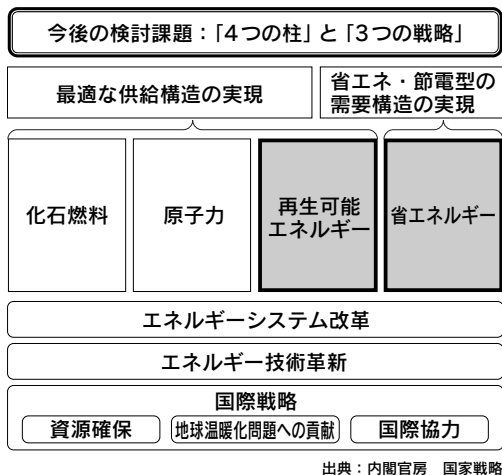 今後の検討課題：「4つの柱」と「3つの戦略」
最適な供給構造の実現
省エネ・節電型の
需要構造の実現
化石燃料
原子力
再生可能
エネルギー
省エネルギー
エネルギーシステム改革
エネルギー技術革新
国際戦略
資源確保
地球温暖化問題への貢献
国際協力
出典：内閣官房　国家戦略